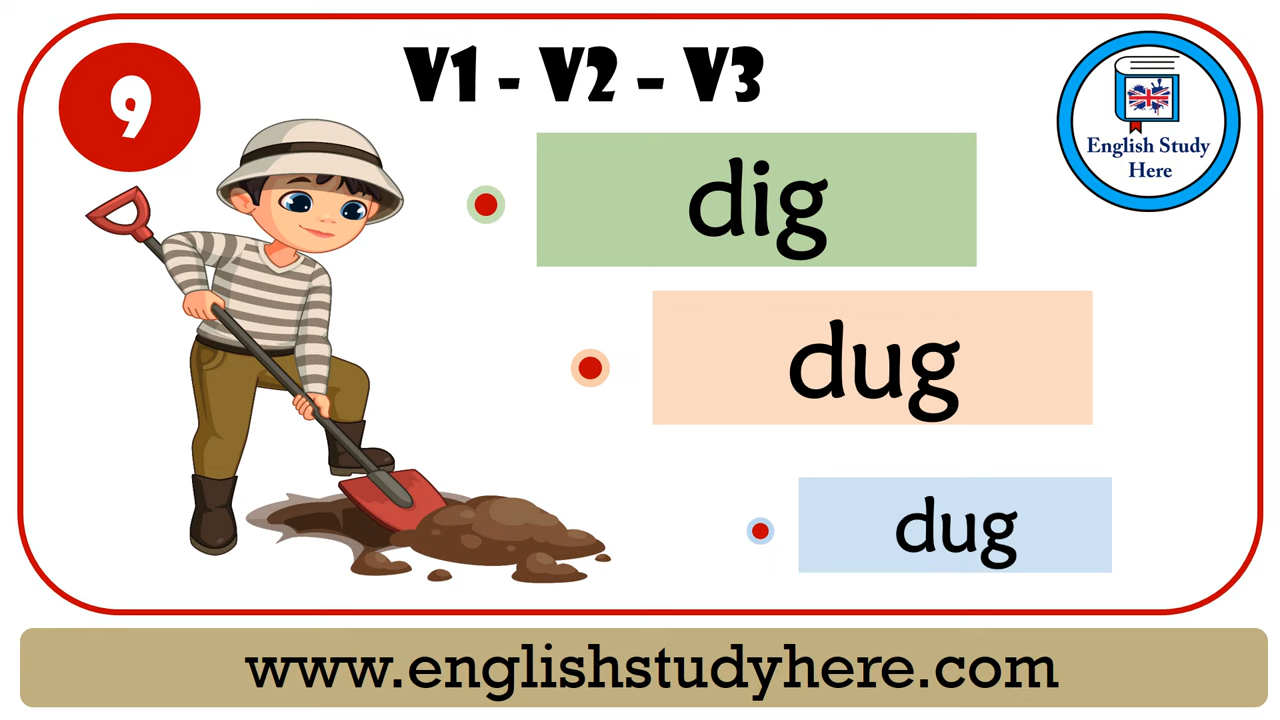 9
V1 - V2 – V3
English Study
Here
dig
dug
dug
www.englishstudyhere.com